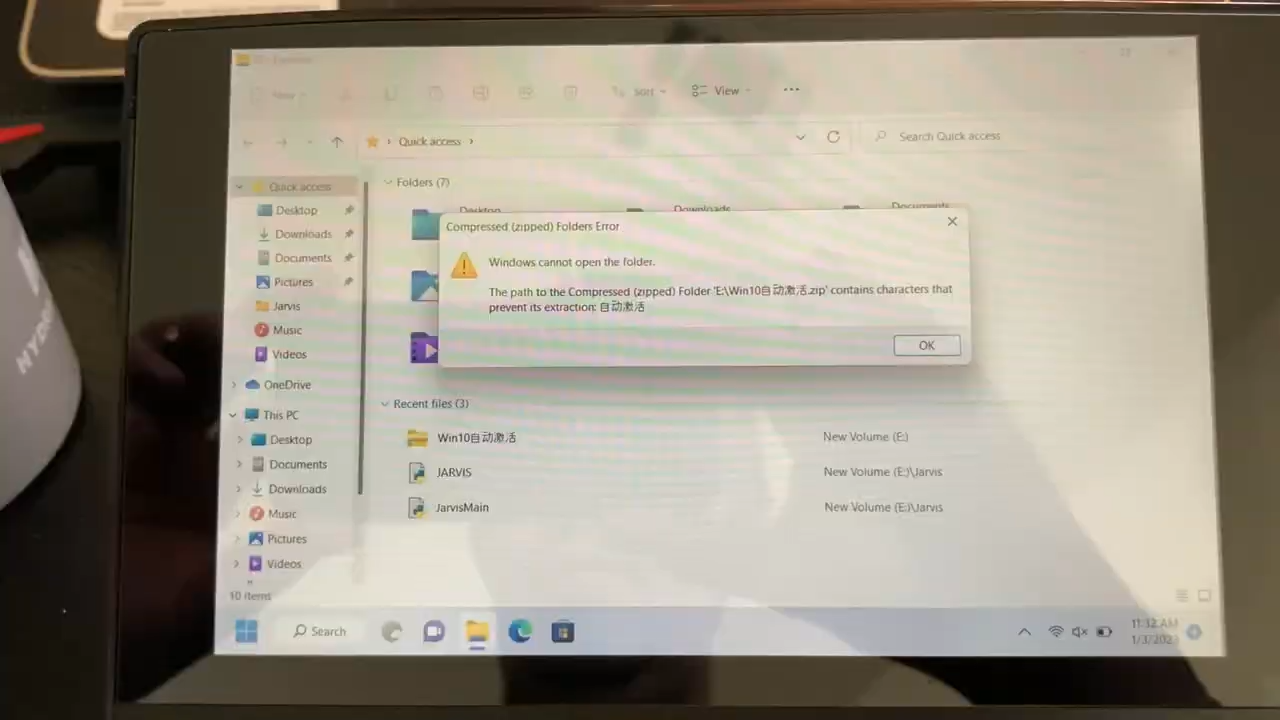 New
Sort
View
Quick access
Search Quick access
Quick access
Desktop
Downloads
Documents
Pictures
Jarvis
Music
Videos
OneDrive
This PC
Desktop
Documents
Downloads
Music
Pictures
Videos
10 items
Folders (7)
Desktop
Downloads
Documents
Compressed (zipped) Folders Error
Windows cannot open the folder.
The path to the Compressed (zipped) Folder 'E:\Win10自动激活.zip' contains characters that
prevent its extraction: 自动激活
OK
Recent files (3)
Win10自动激活 New Volume (E:)
JARVIS New Volume (E:)\Jarvis
JarvisMain New Volume (E:)\Jarvis
Search
11:32 AM